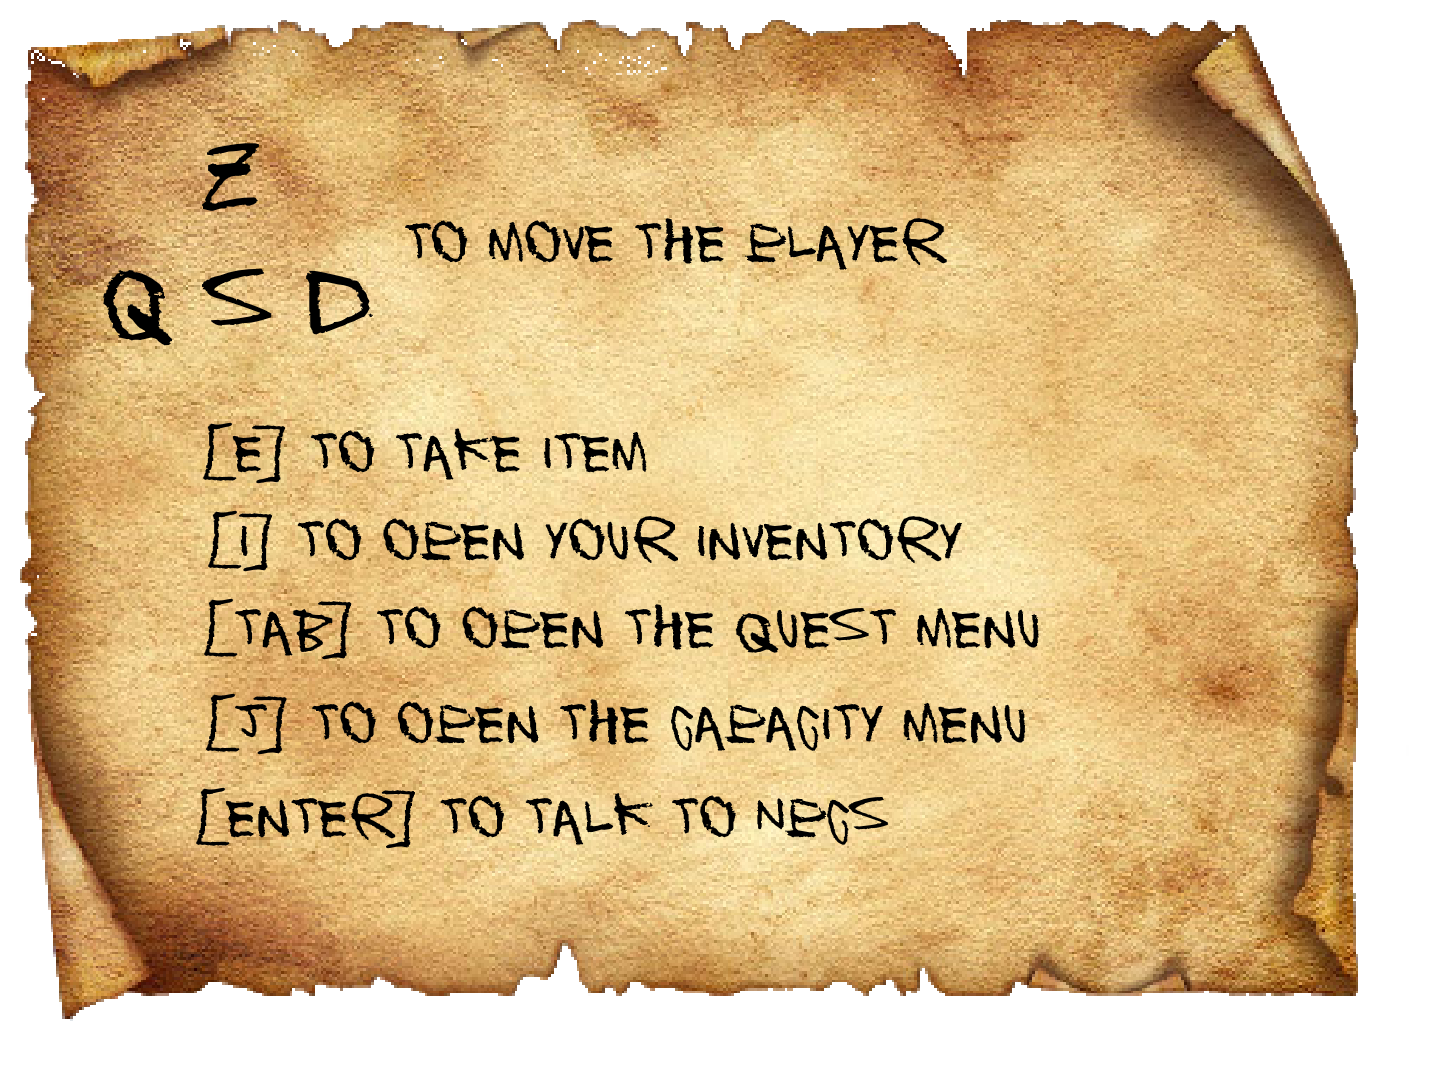 Z
TO MOVE THE PLAYER
Q S D
[E] TO TAKE ITEM
[I] TO OPEN YOUR INVENTORY
[TAB] TO OPEN THE QUEST MENU
[J] TO OPEN THE CAPACITY MENU
[ENTER] TO TALK TO NPCS